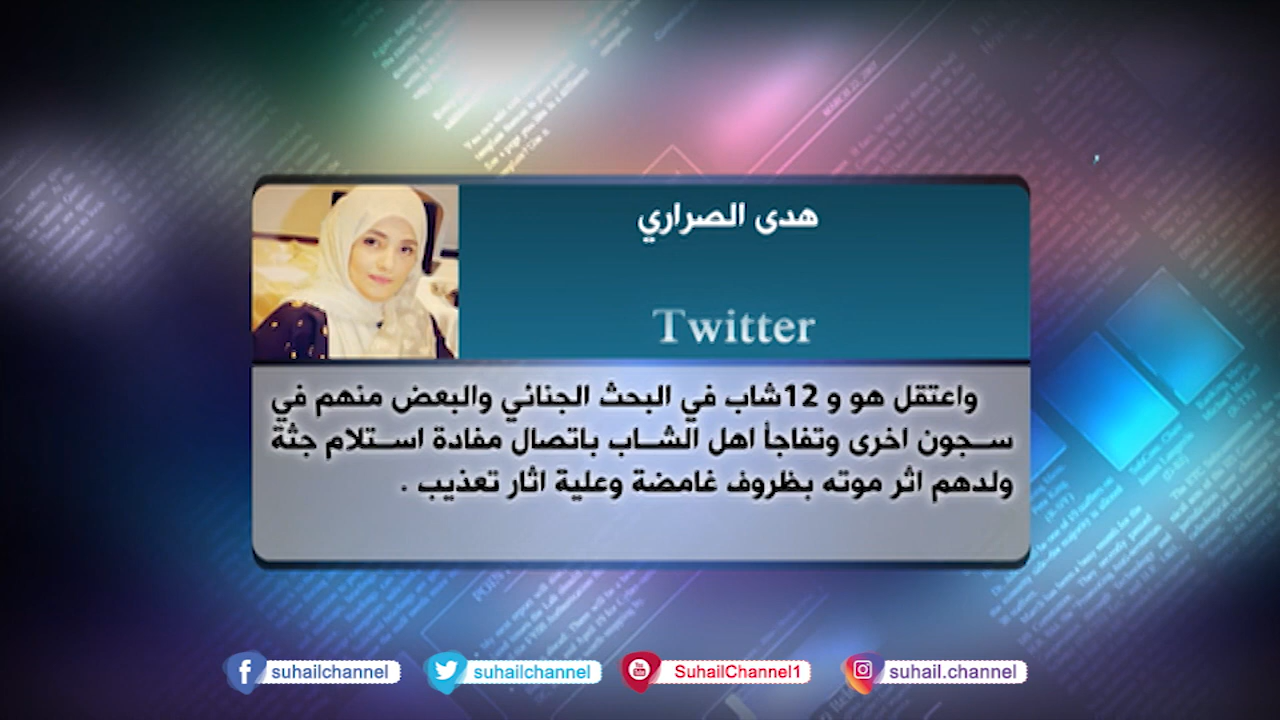 هدى الصراري
Twitter
واعتقل هو و 12شاب في البحث الجنائي والبعض منهم في
سجون اخرى وتفاجأ اهل الشاب باتصال مفادة استلام جثة
ولدهم اثر موته بظروف غامضة وعلية اثار تعذيب .
suhailchannel
suhailchannel
SuhailChannel1
suhail.channel